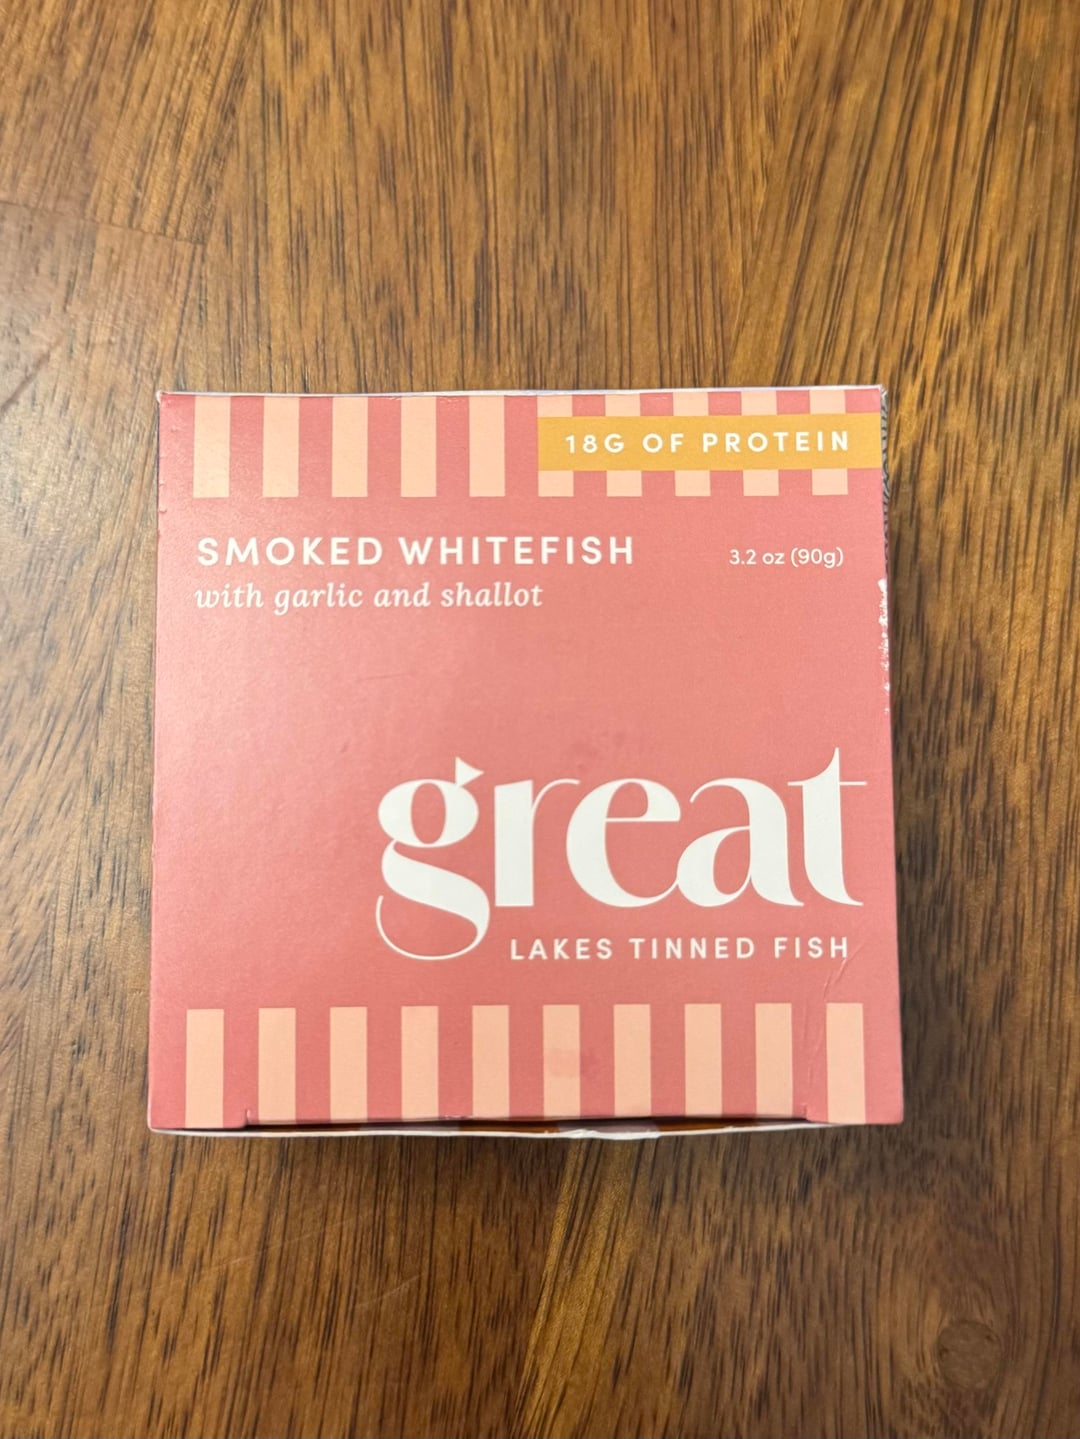 18G OF PROTEIN
SMOKED WHITEFISH
3.2 oz (90g)
with garlic and shallot
great
LAKES TINNED FISH